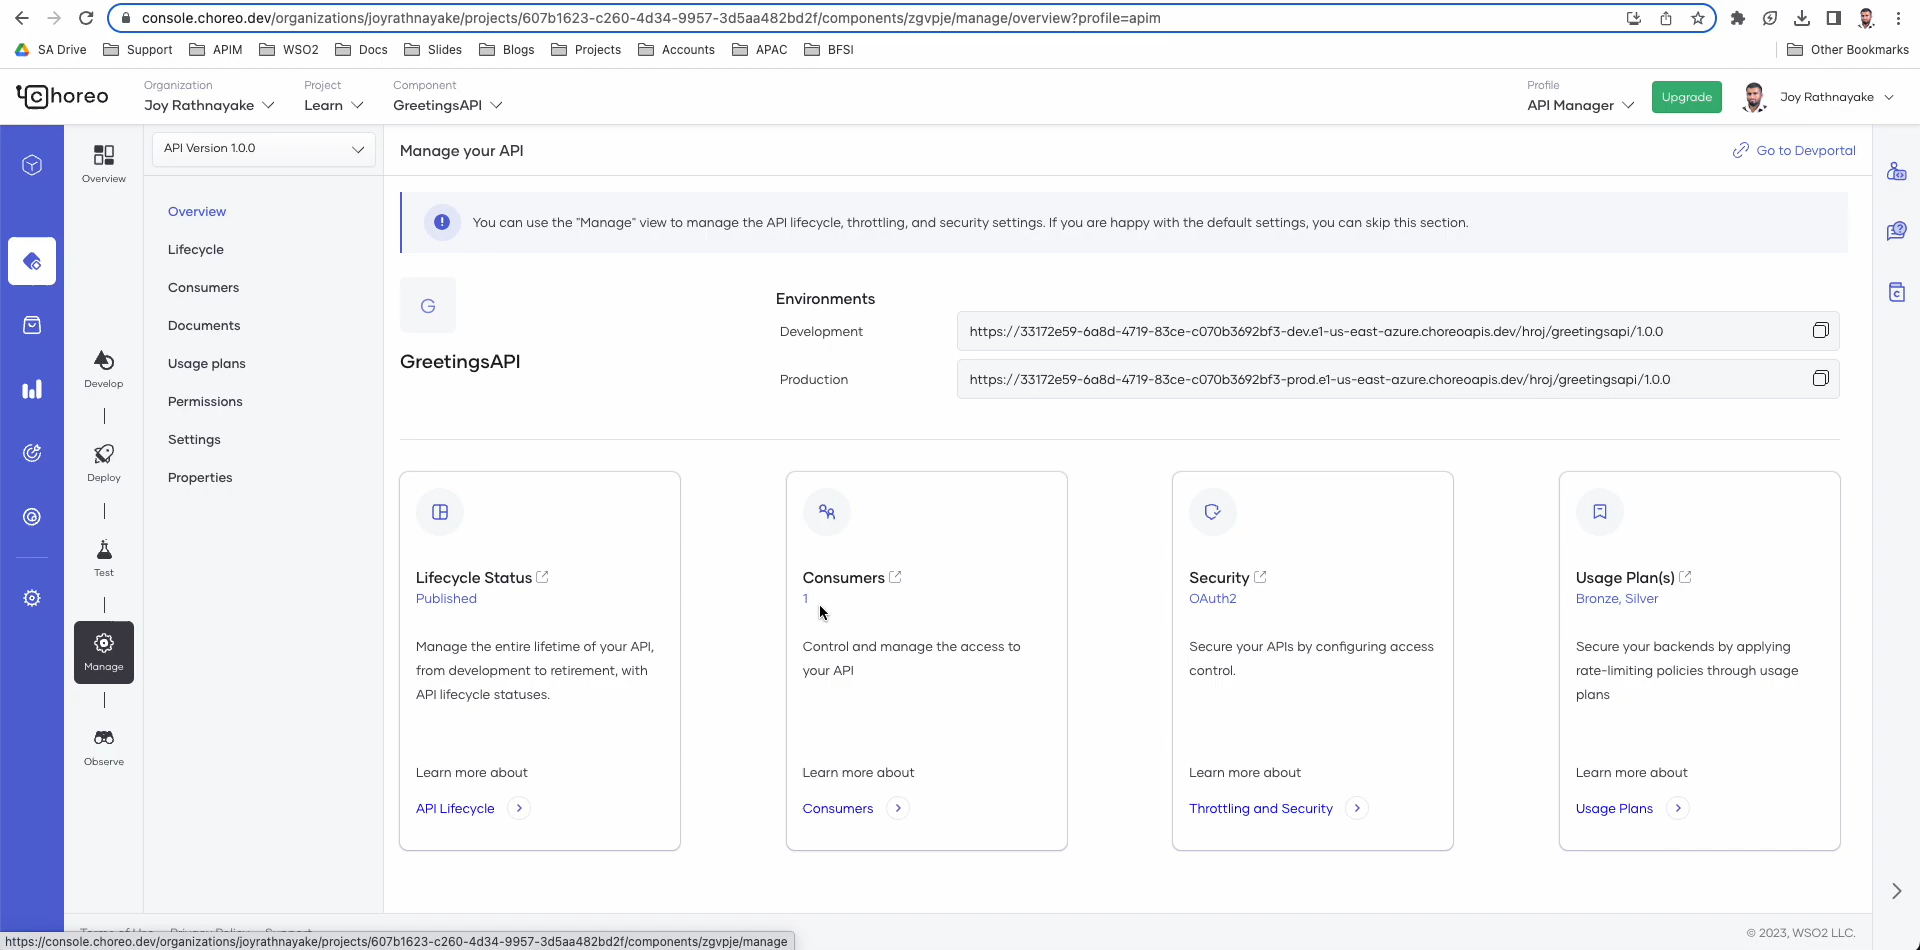 console.choreo.dev/organizations/joyrathnayake/projects/607b1623-c260-4d34-9957-3d5aa482bd2f/components/zgvpje/manage/overview?profile=apim
SA Drive Support APIM WSO2 Docs Slides Blogs Projects Accounts APAC BFSI Other Bookmarks
Choreo
Organization Project Component Profile
Joy Rathnayake Learn GreetingsAPI API Manager Upgrade Joy Rathnayake
API Version 1.0.0
Manage your API
Go to Devportal
Overview
Develop
Deploy
Test
Manage
Observe
Overview
Lifecycle
Consumers
Documents
Usage plans
Permissions
Settings
Properties
You can use the "Manage" view to manage the API lifecycle, throttling, and security settings. If you are happy with the default settings, you can skip this section.
G
GreetingsAPI
Environments
Development https://33172e59-6a8d-4719-83ce-c070b3692bf3-dev.e1-us-east-azure.choreoapis.dev/hroj/greetingsapi/1.0.0
Production https://33172e59-6a8d-4719-83ce-c070b3692bf3-prod.e1-us-east-azure.choreoapis.dev/hroj/greetingsapi/1.0.0
Lifecycle Status
Published
Manage the entire lifetime of your API,
from development to retirement, with
API lifecycle statuses.
Learn more about
API Lifecycle
Consumers
1
Control and manage the access to
your API
Learn more about
Consumers
Security
OAuth2
Secure your APIs by configuring access
control.
Learn more about
Throttling and Security
Usage Plan(s)
Bronze, Silver
Secure your backends by applying
rate-limiting policies through usage
plans
Learn more about
Usage Plans
Terms of Use Privacy Policy Support
© 2023, WSO2 LLC.
https://console.choreo.dev/organizations/joyrathnayake/projects/607b1623-c260-4d34-9957-3d5aa482bd2f/components/zgvpje/manage